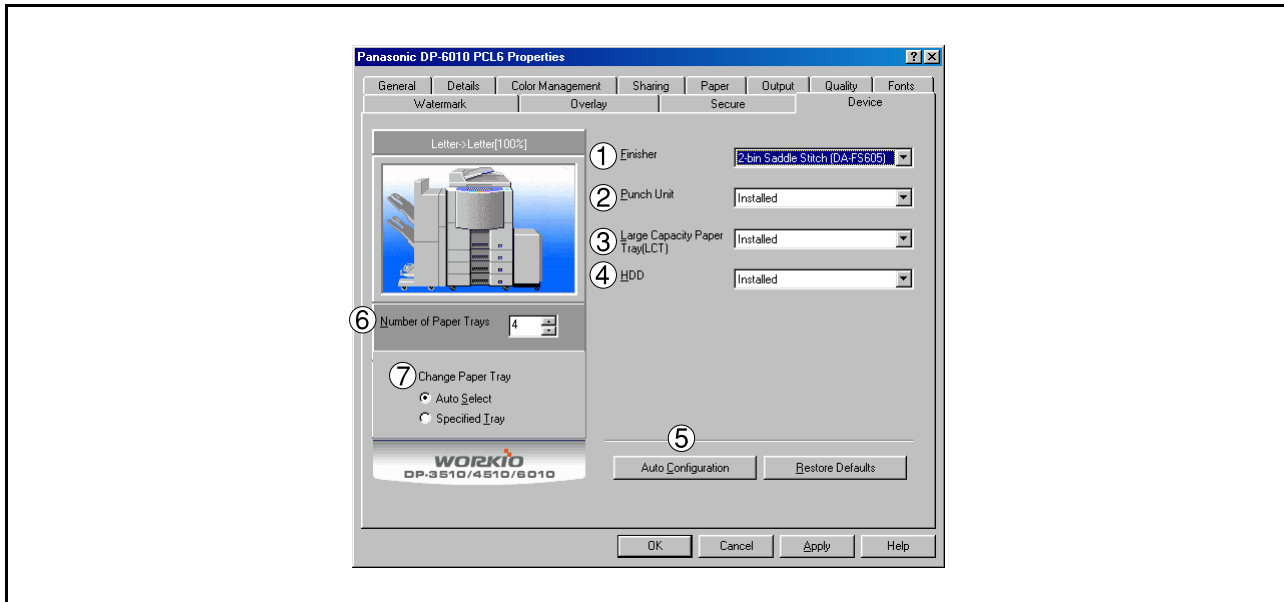 Panasonic DP-6010 PCL6 Properties
General Details Color Management Sharing Paper Output Quality Fonts
Watermark Overlay Secure Device
Letter->Letter[100%]
① Finisher 2-bin Saddle Stitch (DA-FS605)
② Punch Unit Installed
③ Large Capacity Paper Tray(LCT) Installed
④ HDD Installed
⑥ Number of Paper Trays 4
⑦ Change Paper Tray
Auto Select
Specified Tray
WORKIO
DP-3510/4510/6010
⑤
Auto Configuration Restore Defaults
OK Cancel Apply Help